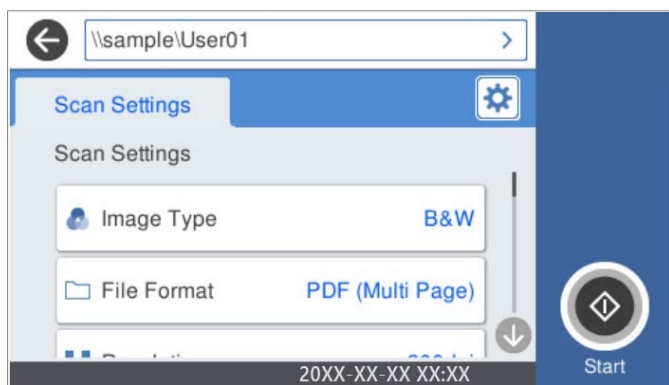 \\sample\User01
Scan Settings
Scan Settings
Image Type B&W
File Format PDF (Multi Page)
20XX-XX-XX XX:XX
Start